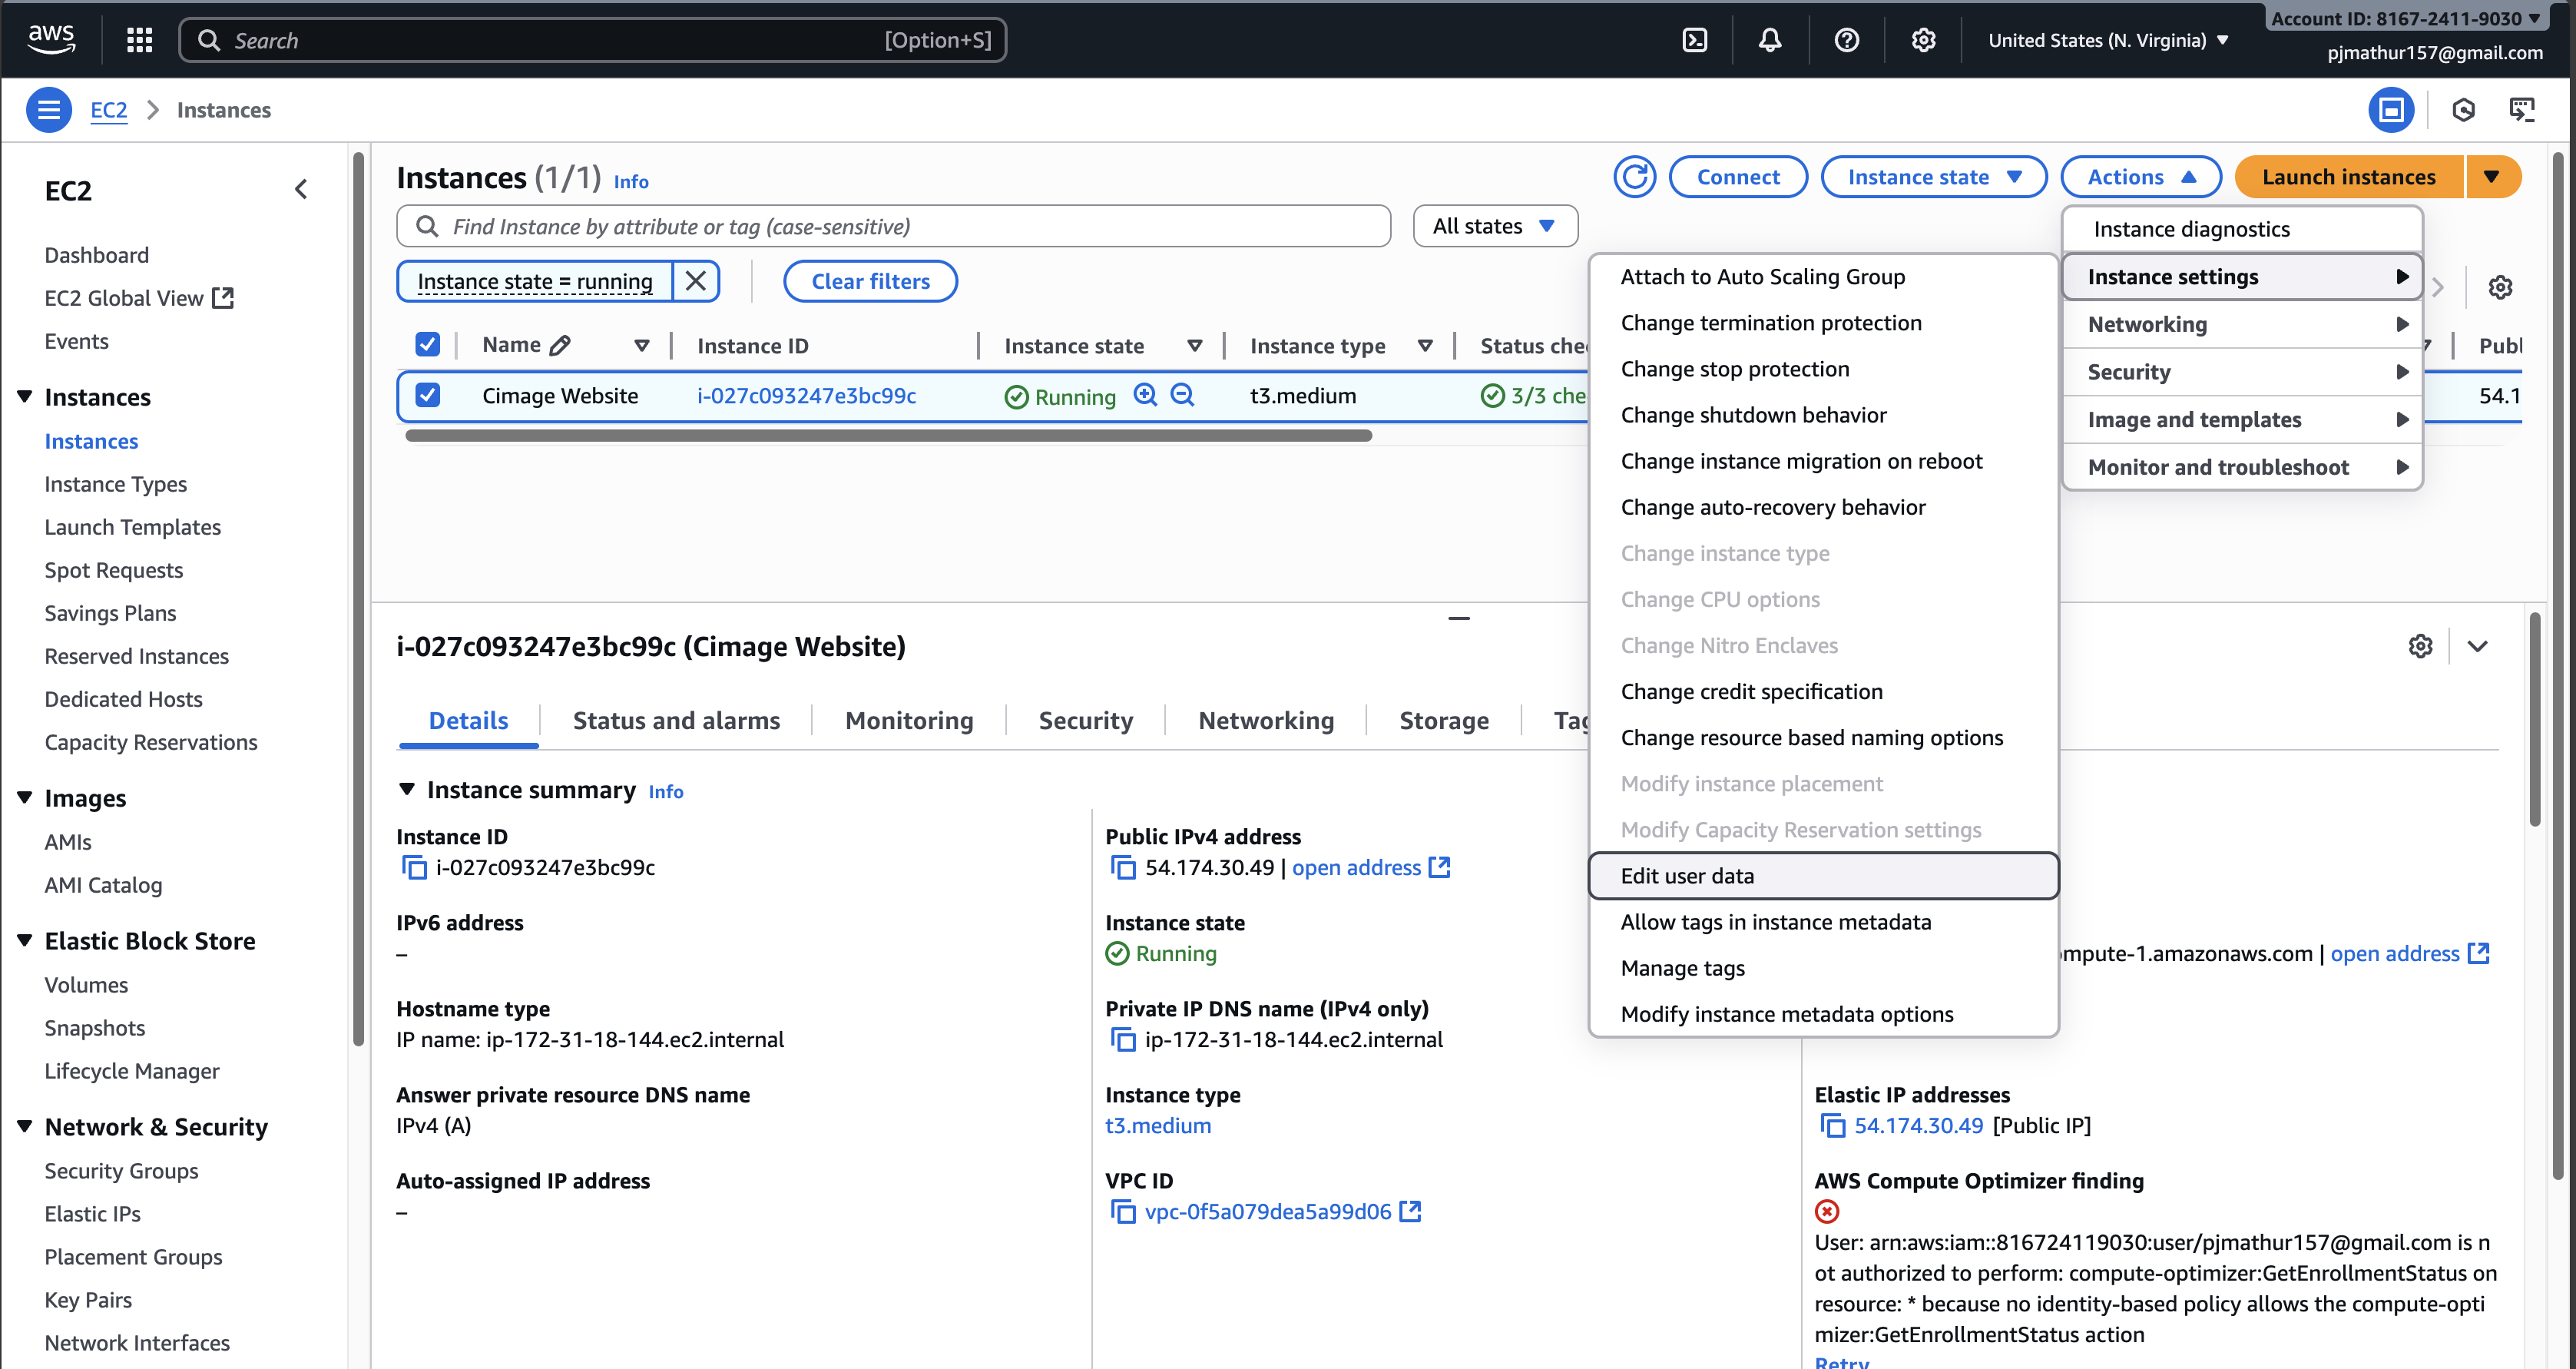 aws
Search
[Option+S]
United States (N. Virginia)
Account ID: 8167-2411-9030
pjmathur157@gmail.com
EC2
Instances
EC2
Dashboard
EC2 Global View
Events
Instances
Instances
Instance Types
Launch Templates
Spot Requests
Savings Plans
Reserved Instances
Dedicated Hosts
Capacity Reservations
Images
AMIs
AMI Catalog
Elastic Block Store
Volumes
Snapshots
Lifecycle Manager
Network & Security
Security Groups
Elastic IPs
Placement Groups
Key Pairs
Network Interfaces
Instances (1/1) Info
Connect
Instance state
Actions
Launch instances
Find Instance by attribute or tag (case-sensitive)
All states
Instance state = running
Clear filters
Name
Instance ID
Instance state
Instance type
Status che
Publ
Cimage Website
i-027c093247e3bc99c
Running
t3.medium
3/3 che
54.1
Instance diagnostics
Instance settings
Networking
Security
Image and templates
Monitor and troubleshoot
Attach to Auto Scaling Group
Change termination protection
Change stop protection
Change shutdown behavior
Change instance migration on reboot
Change auto-recovery behavior
Change instance type
Change CPU options
Change Nitro Enclaves
Change credit specification
Change resource based naming options
Modify instance placement
Modify Capacity Reservation settings
Edit user data
Allow tags in instance metadata
Manage tags
Modify instance metadata options
i-027c093247e3bc99c (Cimage Website)
Details
Status and alarms
Monitoring
Security
Networking
Storage
Tag
Instance summary Info
Instance ID
i-027c093247e3bc99c
IPv6 address
–
Hostname type
IP name: ip-172-31-18-144.ec2.internal
Answer private resource DNS name
IPv4 (A)
Auto-assigned IP address
–
Public IPv4 address
54.174.30.49 | open address
Instance state
Running
Private IP DNS name (IPv4 only)
ip-172-31-18-144.ec2.internal
Instance type
t3.medium
VPC ID
vpc-0f5a079dea5a99d06
ompute-1.amazonaws.com | open address
Elastic IP addresses
54.174.30.49 [Public IP]
AWS Compute Optimizer finding
User: arn:aws:iam::816724119030:user/pjmathur157@gmail.com is n
ot authorized to perform: compute-optimizer:GetEnrollmentStatus on
resource: * because no identity-based policy allows the compute-opti
mizer:GetEnrollmentStatus action
Retry